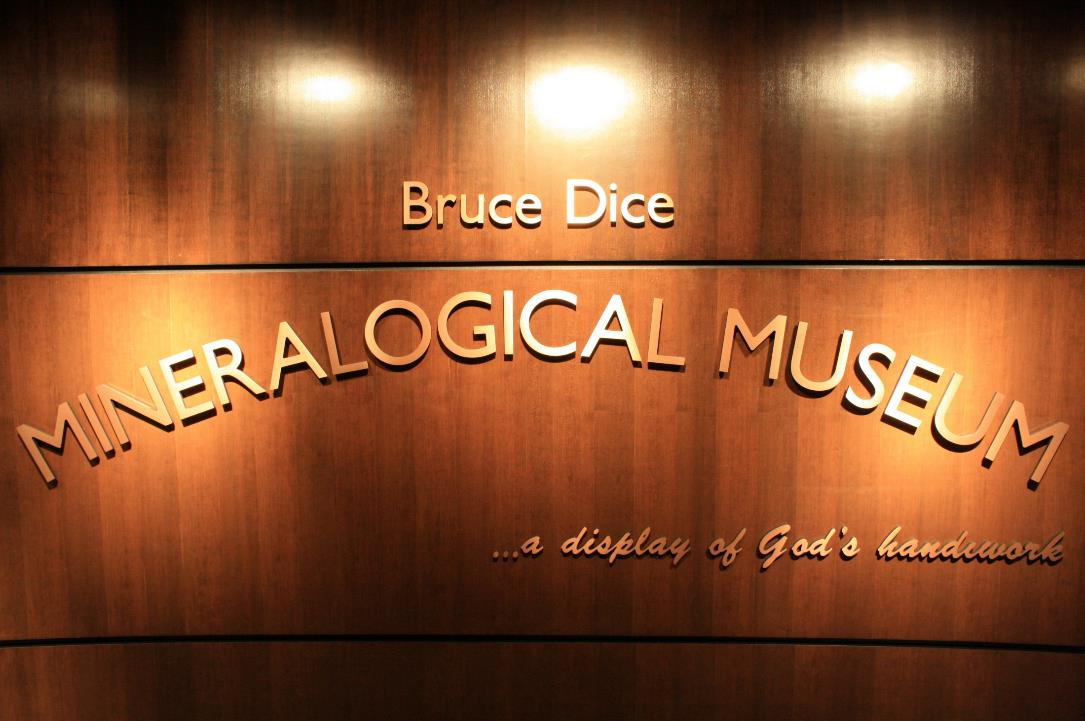 Bruce Dice
MINERALOGICAL MUSEUM
...a display of God's handiwork